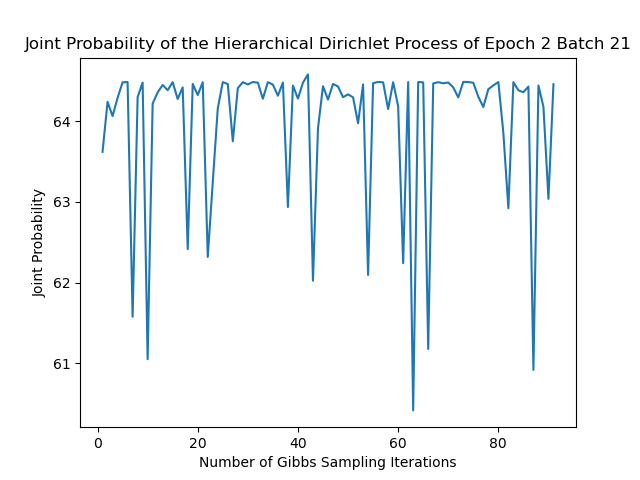 Joint Probability of the Hierarchical Dirichlet Process of Epoch 2 Batch 21
64
63
62
61
Joint Probability
0 20 40 60 80
Number of Gibbs Sampling Iterations